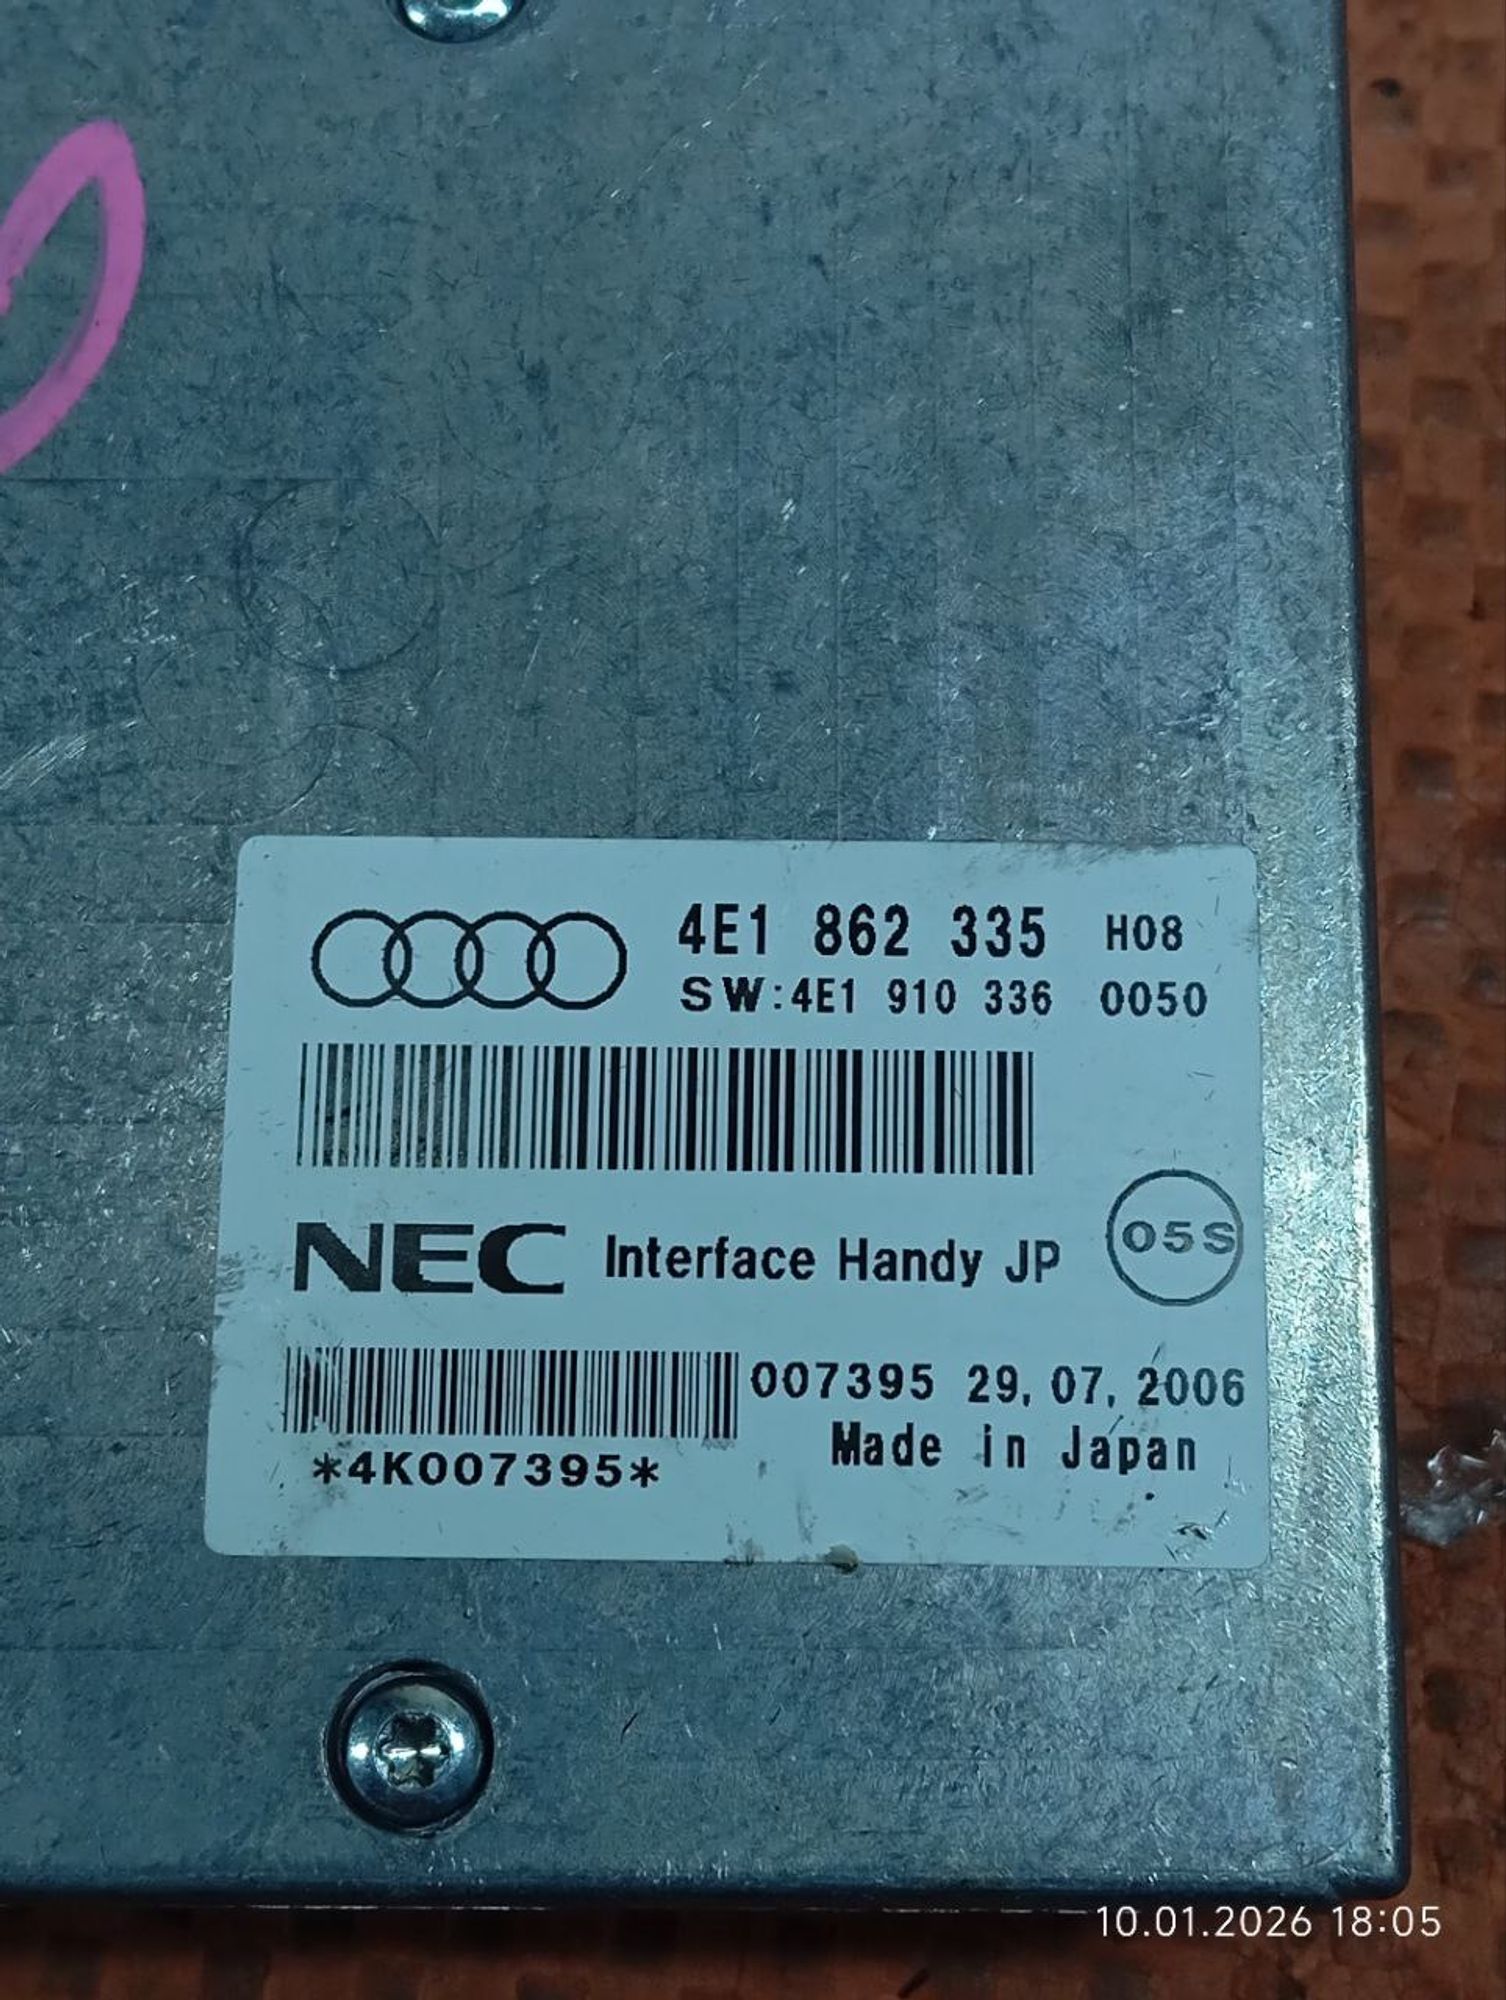 4E1 862 335 H08
SW:4E1 910 336 0050
NEC Interface Handy JP 05S
007395 29, 07, 2006
*4K007395* Made in Japan
10.01.2026 18:05